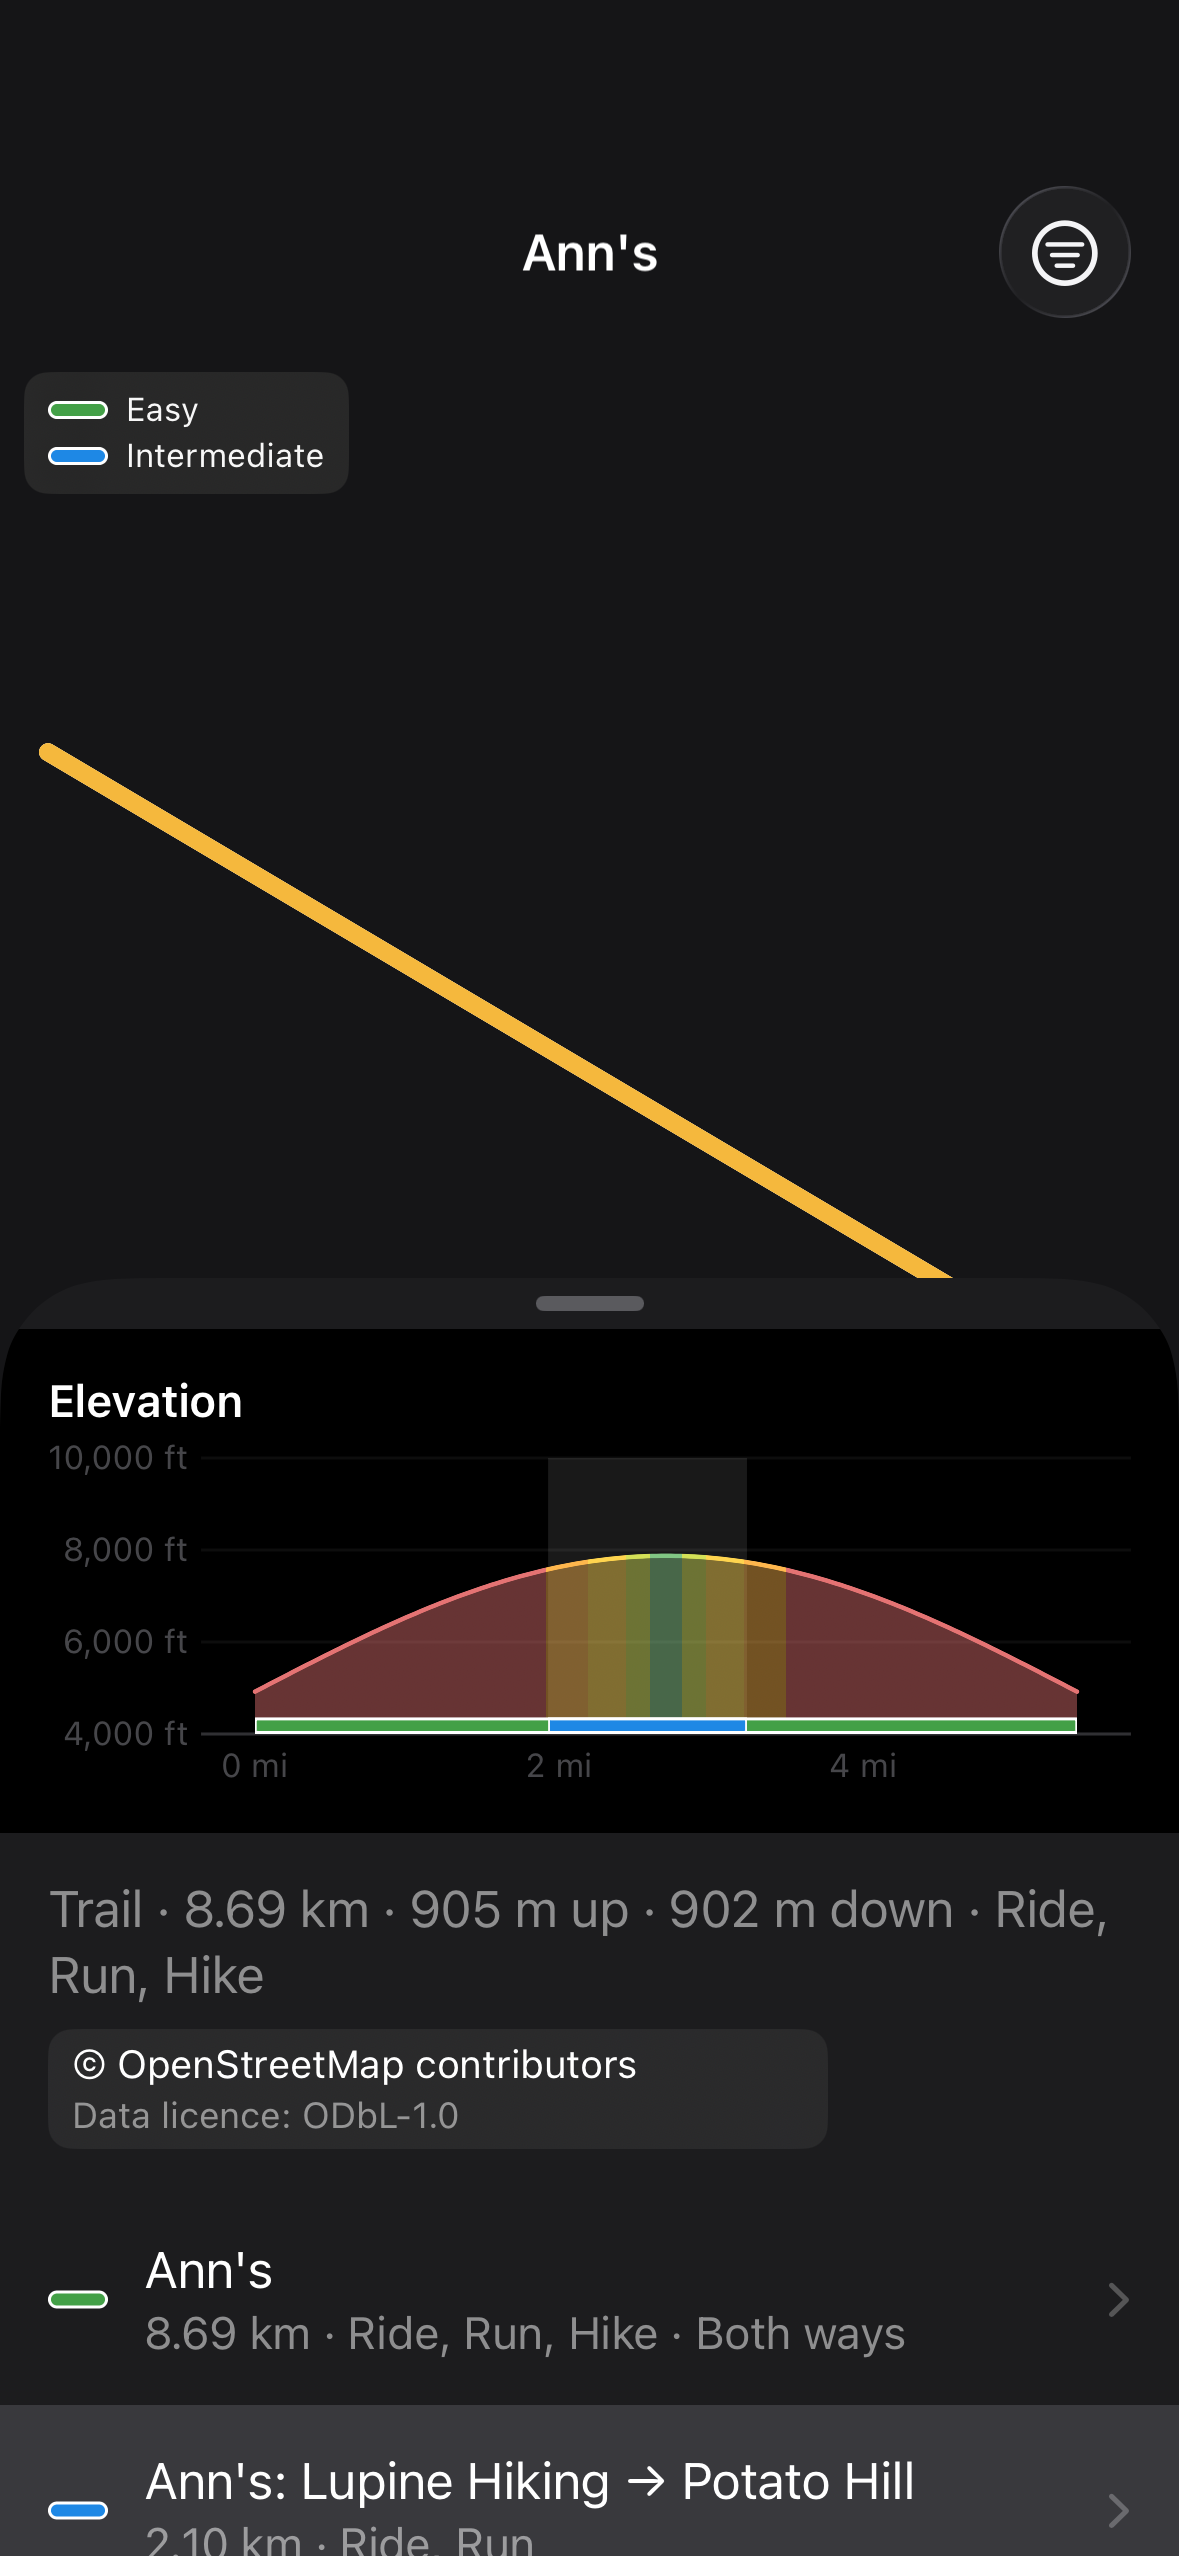 Ann's
Easy
Intermediate
Elevation
10,000 ft
8,000 ft
6,000 ft
4,000 ft
0 mi
2 mi
4 mi
Trail · 8.69 km · 905 m up · 902 m down · Ride,
Run, Hike
© OpenStreetMap contributors
Data licence: ODbL-1.0
Ann's
8.69 km · Ride, Run, Hike · Both ways
Ann's: Lupine Hiking → Potato Hill
2.10 km · Ride, Run